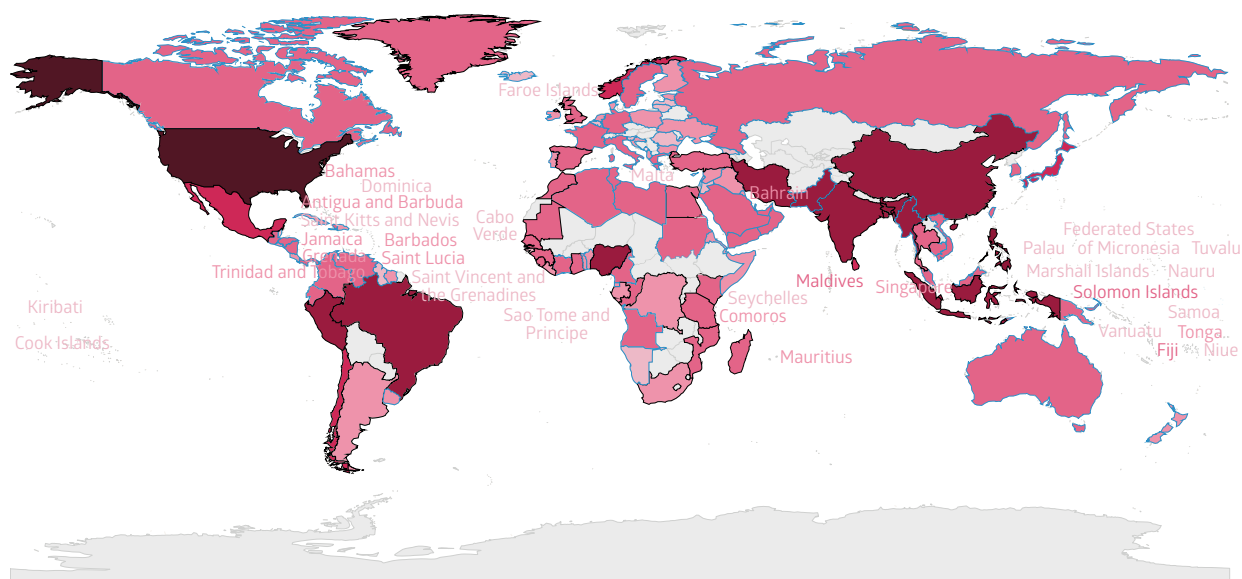 Faroe Islands
Bahamas
Malta
Dominica
Bahrain
Antigua and Barbuda
Saint Kitts and Nevis
Cabo
Verde
Jamaica
Barbados
Grenada
Saint Lucia
Trinidad and Tobago
Saint Vincent and
the Grenadines
Federated States
of Micronesia
Palau
Tuvalu
Marshall Islands
Nauru
Maldives
Singapore
Solomon Islands
Seychelles
Comoros
Sao Tome and
Principe
Kiribati
Samoa
Vanuatu
Tonga
Cook Islands
Mauritius
Fiji
Niue